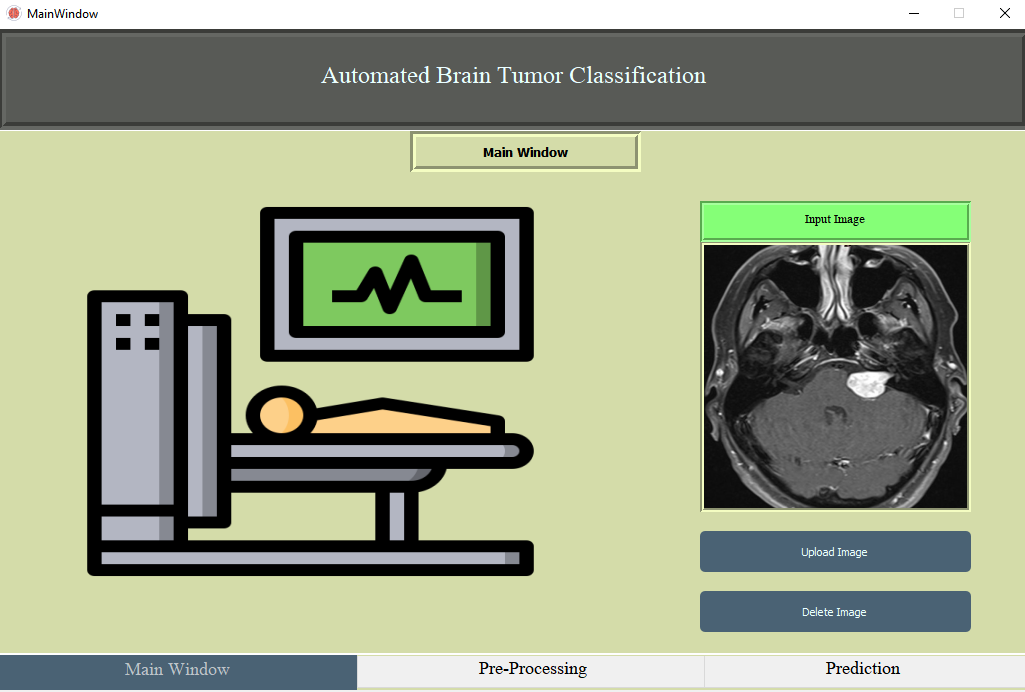 MainWindow
Automated Brain Tumor Classification
Main Window
Input Image
Upload Image
Delete Image
Main Window
Pre-Processing
Prediction